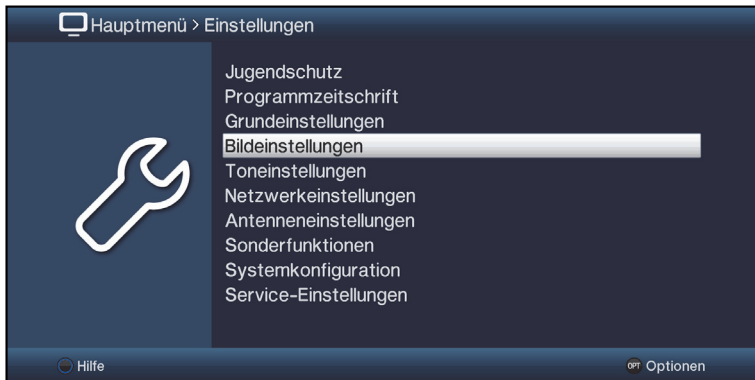 Hauptmenü > Einstellungen
Jugendschutz
Programmzeitschrift
Grundeinstellungen
Bildeinstellungen
Toneinstellungen
Netzwerkeinstellungen
Antenneneinstellungen
Sonderfunktionen
Systemkonfiguration
Service-Einstellungen
Hilfe OPT Optionen